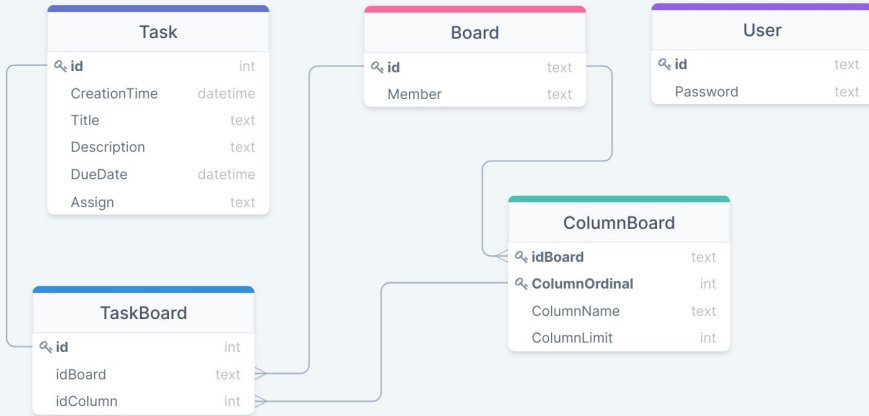 Task
id int
CreationTime datetime
Title text
Description text
DueDate datetime
Assign text
Board
id text
Member text
User
id text
Password text
ColumnBoard
idBoard text
ColumnOrdinal int
ColumnName text
ColumnLimit int
TaskBoard
id int
idBoard text
idColumn int